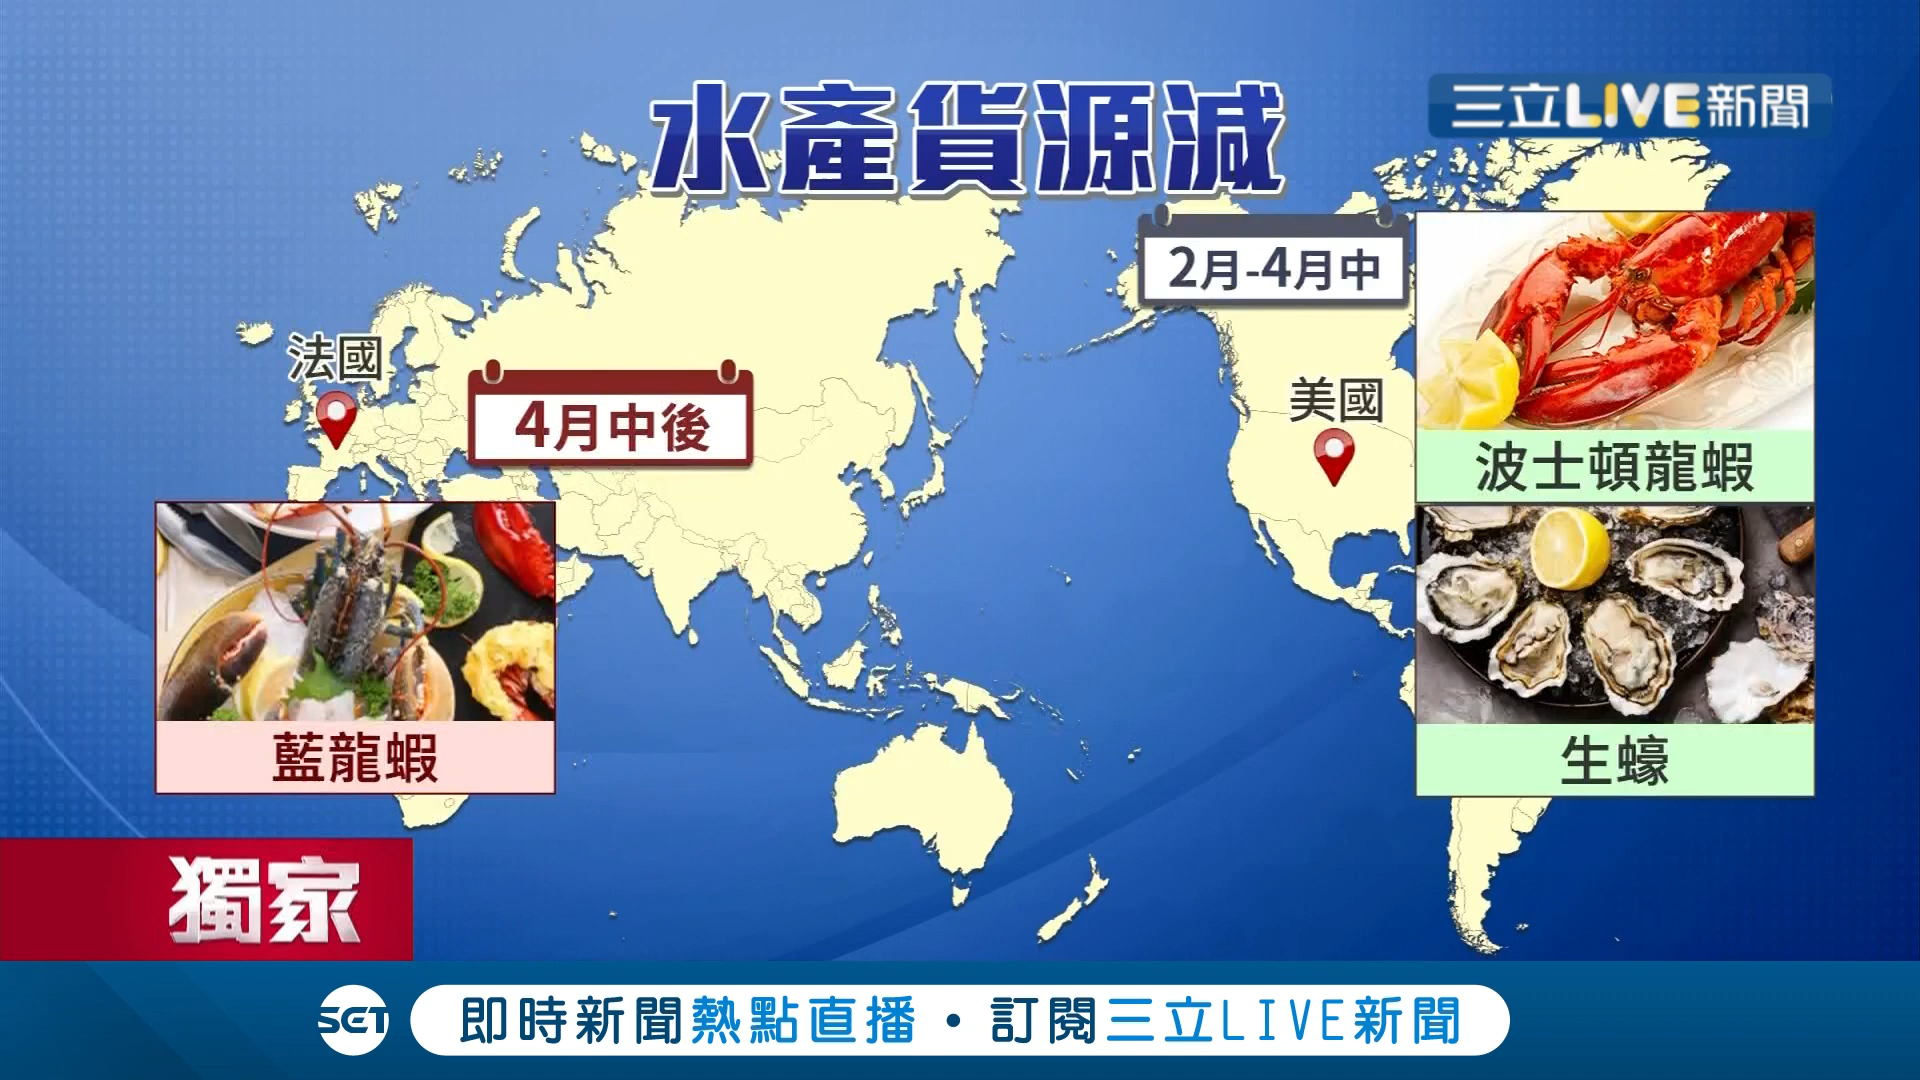 水產貨源減
三立LIVE新聞
2月-4月中
法國
美國
4月中後
波士頓龍蝦
藍龍蝦
生蠔
獨家
SET 即時新聞熱點直播・訂閱三立LIVE新聞